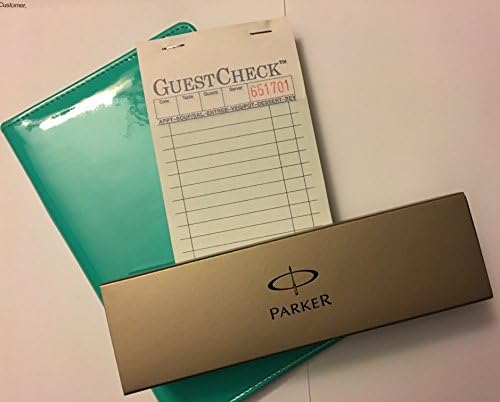 Customer,
GUESTCHECK™
Date Table Guests Server 651701
APPT-SOUP/SAL-ENTREE-VEG/POT-DESSERT-BEV
PARKER